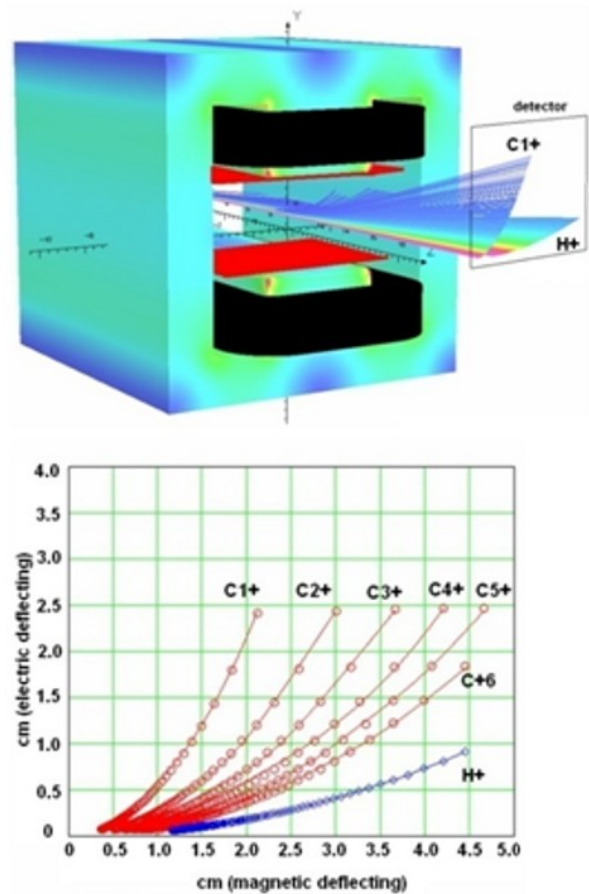 Y
detector
C1+
H+
4.0
3.5
3.0
2.5
2.0
1.5
1.0
0.5
0
cm (electric deflecting)
C1+
C2+
C3+
C4+
C5+
C+6
H+
0 0.5 1.0 1.5 2.0 2.5 3.0 3.5 4.0 4.5 5.0
cm (magnetic deflecting)